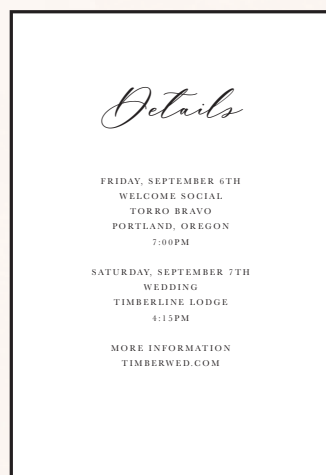 Details
FRIDAY, SEPTEMBER 6TH
WELCOME SOCIAL
TORRO BRAVO
PORTLAND, OREGON
7:00PM
SATURDAY, SEPTEMBER 7TH
WEDDING
TIMBERLINE LODGE
4:15PM
MORE INFORMATION
TIMBERWED.COM